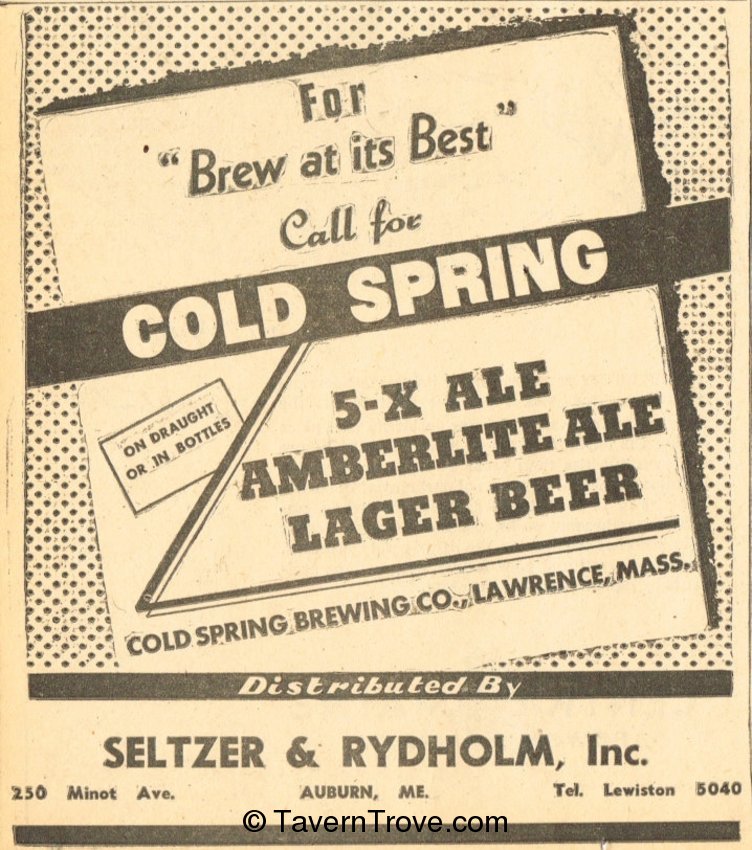 For
"Brew at its Best"
Call for
COLD SPRING
ON DRAUGHT
OR IN BOTTLES
5-X ALE
AMBERLITE ALE
LAGER BEER
COLD SPRING BREWING CO., LAWRENCE, MASS.
Distributed By
SELTZER & RYDHOLM, Inc.
250 Minot Ave. AUBURN, ME. Tel. Lewiston 5040
© TavernTrove.com